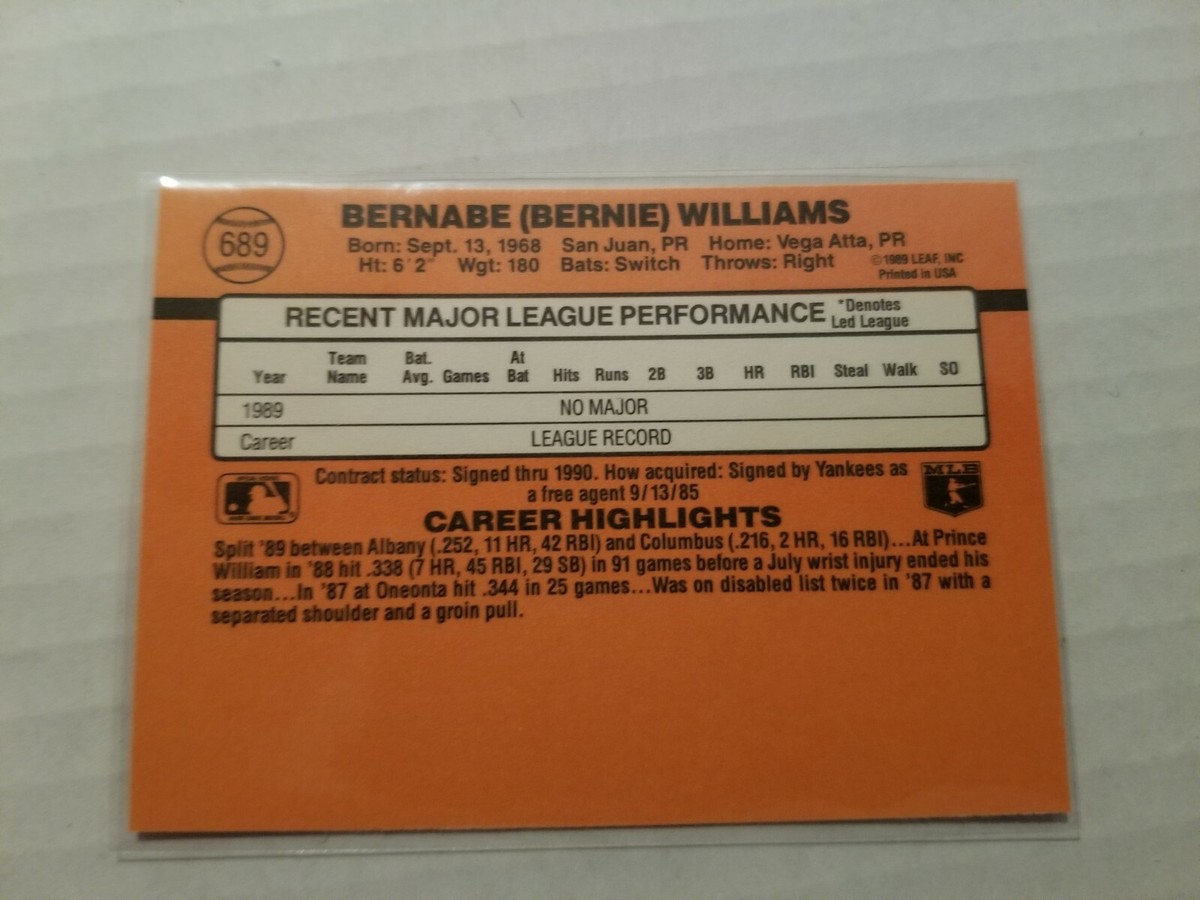 689
BERNABE (BERNIE) WILLIAMS
Born: Sept. 13, 1968 San Juan, PR Home: Vega Atta, PR
Ht: 6'2" Wgt: 180 Bats: Switch Throws: Right
©1989 LEAF, INC
Printed in USA
RECENT MAJOR LEAGUE PERFORMANCE
*Denotes
Led League
Year Team Name Bat. Avg. Games At Bat Hits Runs 2B 3B HR RBI Steal Walk SO
1989 NO MAJOR
Career LEAGUE RECORD
Contract status: Signed thru 1990. How acquired: Signed by Yankees as
a free agent 9/13/85
MLB
CAREER HIGHLIGHTS
Split '89 between Albany (.252, 11 HR, 42 RBI) and Columbus (.216, 2 HR, 16 RBI)...At Prince
William in '88 hit .338 (7 HR, 45 RBI, 29 SB) in 91 games before a July wrist injury ended his
season...In '87 at Oneonta hit .344 in 25 games...Was on disabled list twice in '87 with a
separated shoulder and a groin pull.